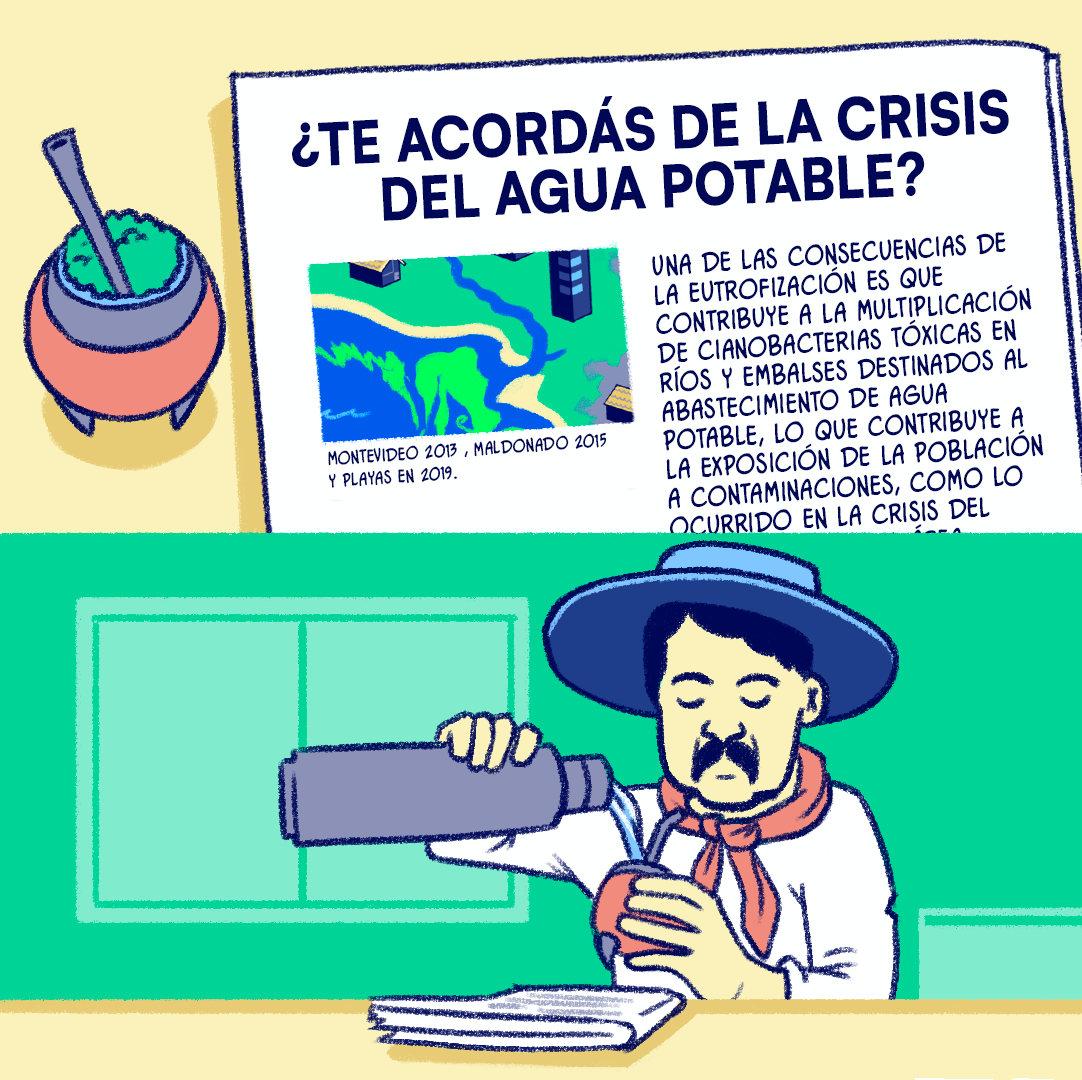 ¿TE ACORDÁS DE LA CRISIS
DEL AGUA POTABLE?
MONTEVIDEO 2013 , MALDONADO 2015
Y PLAYAS EN 2019.
UNA DE LAS CONSECUENCIAS DE
LA EUTROFIZACIÓN ES QUE
CONTRIBUYE A LA MULTIPLICACIÓN
DE CIANOBACTERIAS TÓXICAS EN
RÍOS Y EMBALSES DESTINADOS AL
ABASTECIMIENTO DE AGUA
POTABLE, LO QUE CONTRIBUYE A
LA EXPOSICIÓN DE LA POBLACIÓN
A CONTAMINACIONES, COMO LO
OCURRIDO EN LA CRISIS DEL